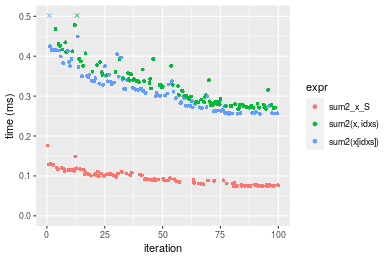 0.5
0.4
0.3
0.2
0.1
0.0
time (ms)
0
25
50
75
100
iteration
expr
sum2_x_S
sum2(x, idxs)
sum2(x[idxs])